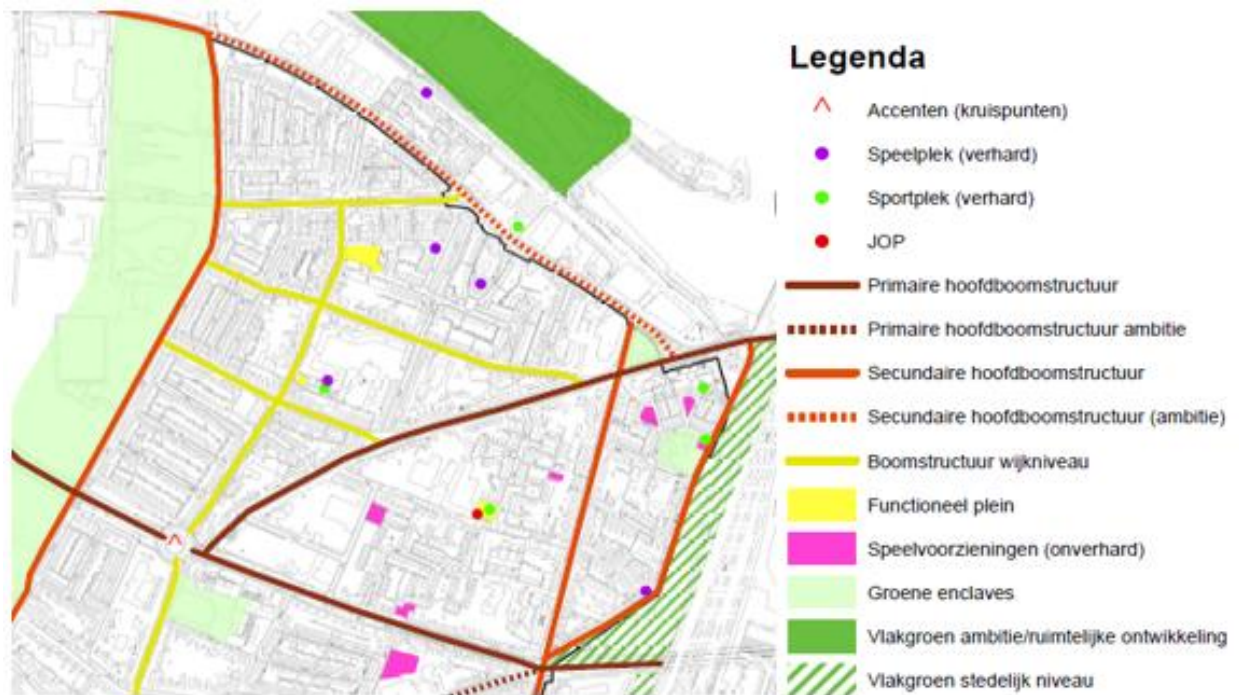 Legenda
Accenten (kruispunten)
Speelplek (verhard)
Sportplek (verhard)
JOP
Primaire hoofdboomstructuur
Primaire hoofdboomstructuur ambitie
Secundaire hoofdboomstructuur
Secundaire hoofdboomstructuur (ambitie)
Boomstructuur wijkniveau
Functioneel plein
Speelvoorzieningen (onverhard)
Groene enclaves
Vlakgroen ambitie/ruimtelijke ontwikkeling
Vlakgroen stedelijk niveau